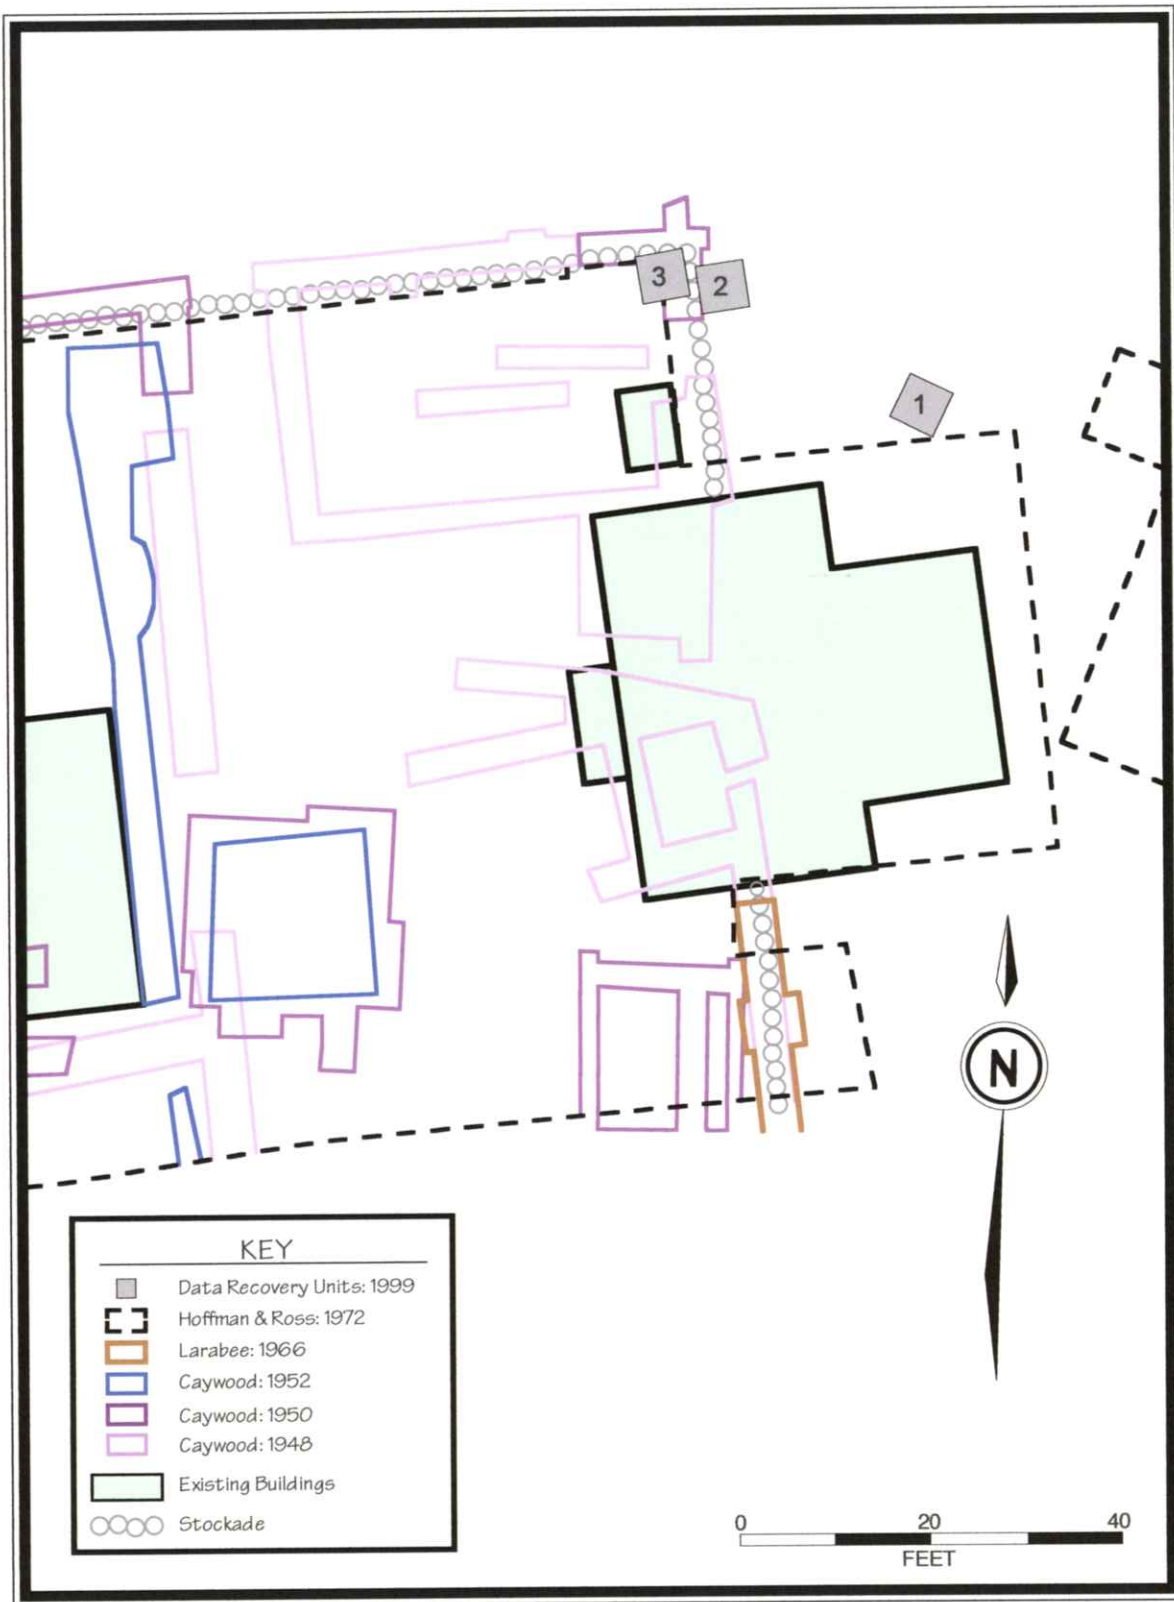 3
2
1
N
KEY
Data Recovery Units: 1999
Hoffman & Ross: 1972
Larabee: 1966
Caywood: 1952
Caywood: 1950
Caywood: 1948
Existing Buildings
Stockade
0 20 40
FEET